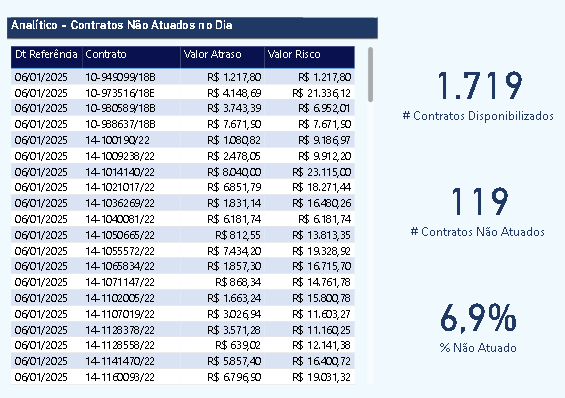 Analítico - Contratos Não Atuados no Dia
Dt Referência Contrato Valor Atraso Valor Risco
06/01/2025 10-949099/18B R$ 1.217,80 R$ 1.217,80
06/01/2025 10-973516/18E R$ 4.148,69 R$ 21.336,12
06/01/2025 10-980589/18B R$ 3.743,39 R$ 6.952,01
06/01/2025 10-988637/18B R$ 7.671,90 R$ 7.671,90
06/01/2025 14-100190/22 R$ 1.080,82 R$ 9.186,97
06/01/2025 14-1009238/22 R$ 2.478,05 R$ 9.912,20
06/01/2025 14-1014140/22 R$ 8.040,00 R$ 23.115,00
06/01/2025 14-1021017/22 R$ 6.851,79 R$ 18.271,44
06/01/2025 14-1036269/22 R$ 1.831,14 R$ 16.480,26
06/01/2025 14-1040081/22 R$ 6.181,74 R$ 6.181,74
06/01/2025 14-1050665/22 R$ 812,55 R$ 13.813,35
06/01/2025 14-1055572/22 R$ 7.434,20 R$ 19.328,92
06/01/2025 14-1065834/22 R$ 1.857,30 R$ 16.715,70
06/01/2025 14-1071147/22 R$ 868,34 R$ 14.761,78
06/01/2025 14-1102005/22 R$ 1.663,24 R$ 15.800,78
06/01/2025 14-1107019/22 R$ 3.026,94 R$ 11.603,27
06/01/2025 14-1128378/22 R$ 3.571,28 R$ 11.160,25
06/01/2025 14-1128558/22 R$ 639,02 R$ 12.141,38
06/01/2025 14-1141470/22 R$ 5.857,40 R$ 16.400,72
06/01/2025 14-1160093/22 R$ 6.796,90 R$ 19.031,32
1.719
# Contratos Disponibilizados
119
# Contratos Não Atuados
6,9%
% Não Atuado